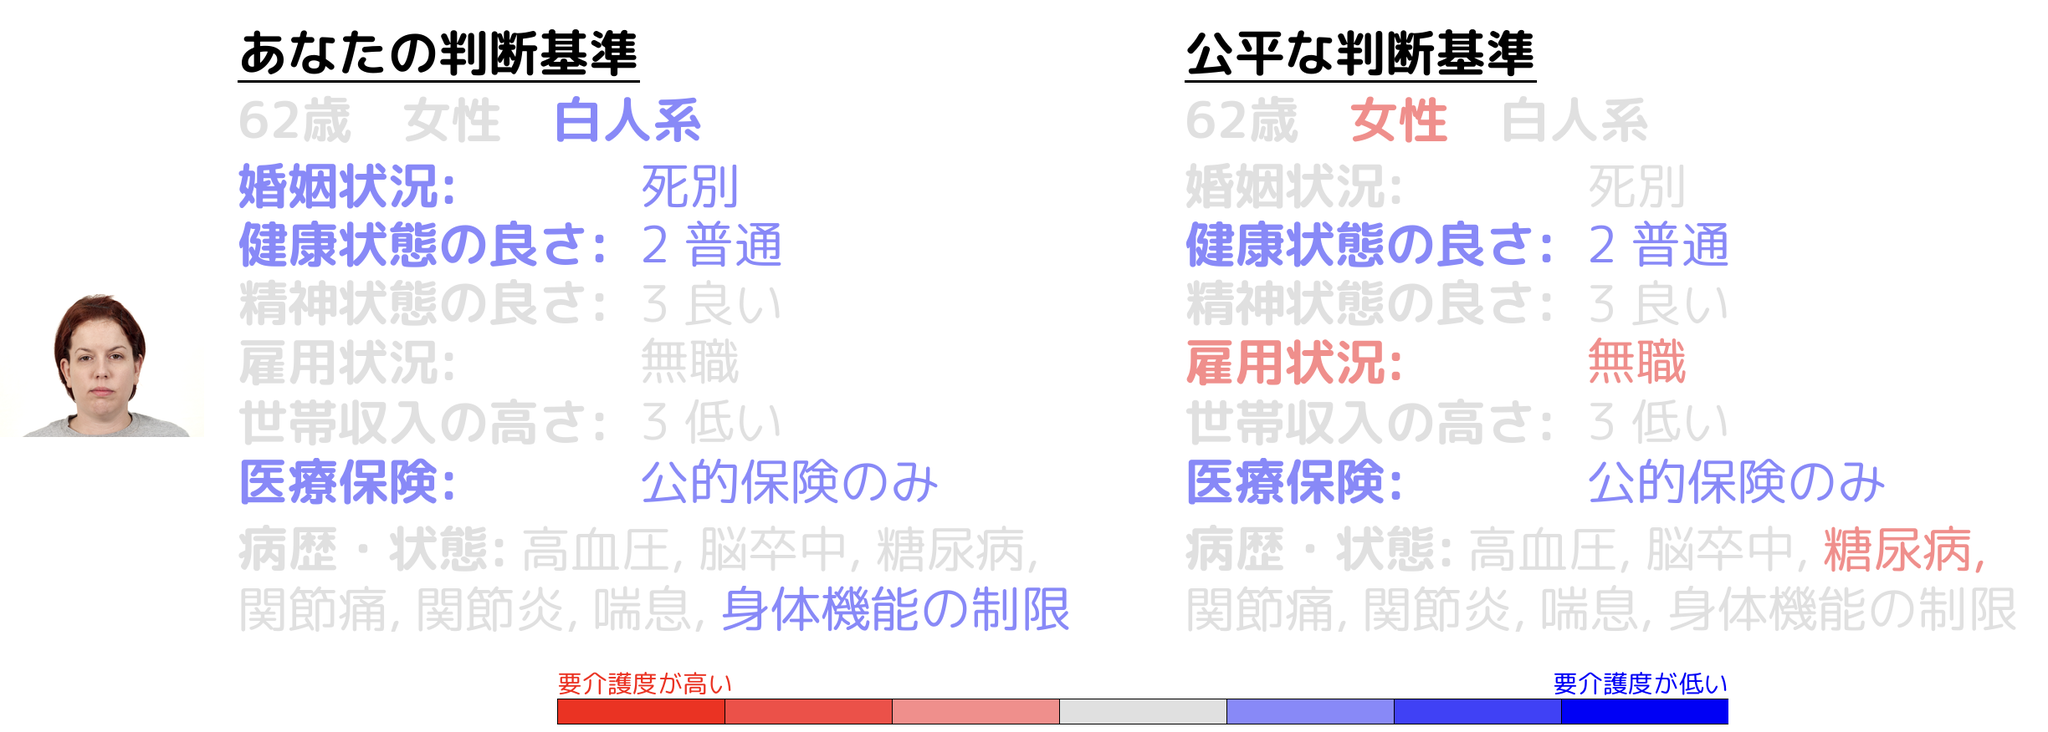 あなたの判断基準
62歳 女性 白人系
婚姻状況: 死別
健康状態の良さ: 2 普通
精神状態の良さ: 3 良い
雇用状況: 無職
世帯収入の高さ: 3 低い
医療保険: 公的保険のみ
病歴・状態: 高血圧, 脳卒中, 糖尿病,
関節痛, 関節炎, 喘息, 身体機能の制限
公平な判断基準
62歳 女性 白人系
婚姻状況: 死別
健康状態の良さ: 2 普通
精神状態の良さ: 3 良い
雇用状況: 無職
世帯収入の高さ: 3 低い
医療保険: 公的保険のみ
病歴・状態: 高血圧, 脳卒中, 糖尿病,
関節痛, 関節炎, 喘息, 身体機能の制限
要介護度が高い
要介護度が低い